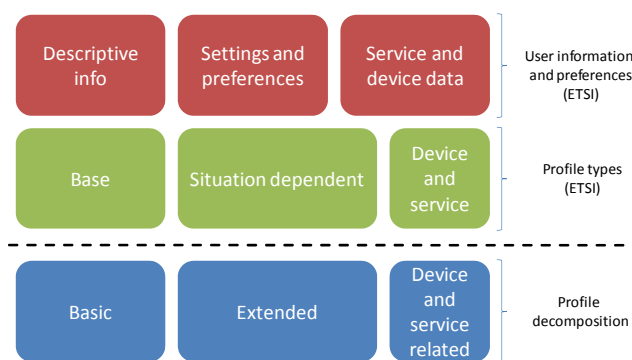 Descriptive
info
Settings and
preferences
Service and
device data
User information
and preferences
(ETSI)
Base
Situation dependent
Device
and
service
Profile types
(ETSI)
Basic
Extended
Device
and
service
related
Profile
decomposition